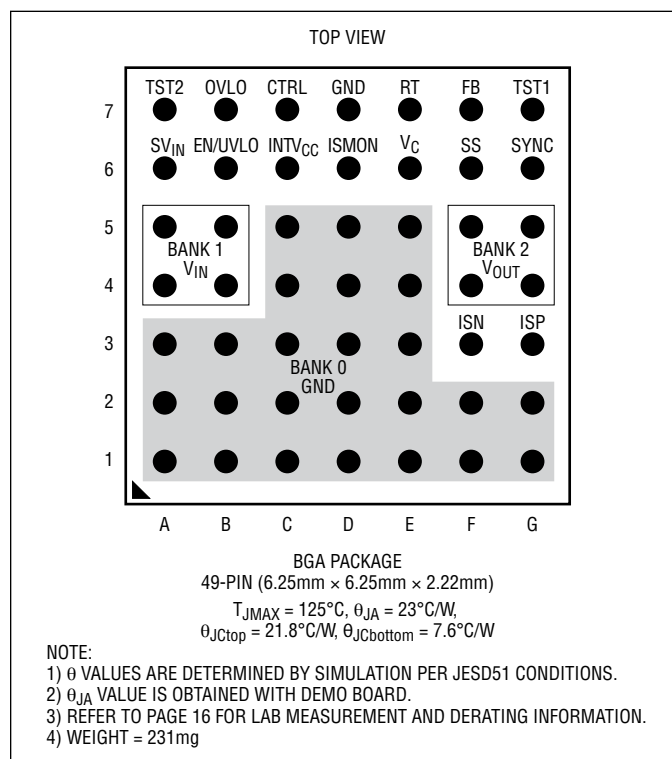 TOP VIEW
TST2 OVLO CTRL GND RT FB TST1
7
SVIN EN/UVLO INTVCC ISMON VC SS SYNC
6
5
BANK 1
VIN
BANK 2
VOUT
4
ISN ISP
3
BANK 0
GND
2
1
A B C D E F G
BGA PACKAGE
49-PIN (6.25mm × 6.25mm × 2.22mm)
TJMAX = 125°C, θJA = 23°C/W,
θJCtop = 21.8°C/W, θJCbottom = 7.6°C/W
NOTE:
1) θ VALUES ARE DETERMINED BY SIMULATION PER JESD51 CONDITIONS.
2) θJA VALUE IS OBTAINED WITH DEMO BOARD.
3) REFER TO PAGE 16 FOR LAB MEASUREMENT AND DERATING INFORMATION.
4) WEIGHT = 231mg